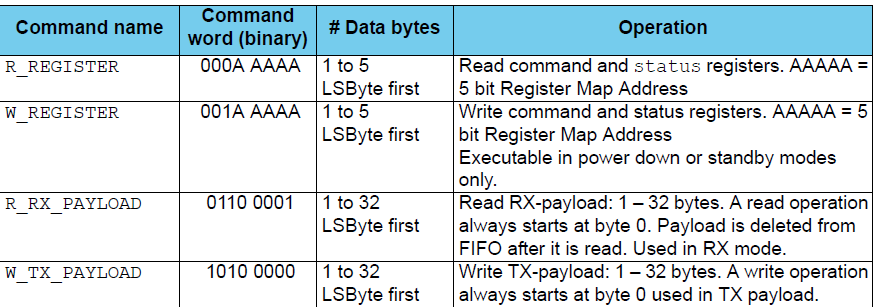 Command name
Command
word (binary)
# Data bytes
Operation
R_REGISTER
000A AAAA
1 to 5
LSByte first
Read command and status registers. AAAAA =
5 bit Register Map Address
W_REGISTER
001A AAAA
1 to 5
LSByte first
Write command and status registers. AAAAA = 5
bit Register Map Address
Executable in power down or standby modes
only.
R_RX_PAYLOAD
0110 0001
1 to 32
LSByte first
Read RX-payload: 1 – 32 bytes. A read operation
always starts at byte 0. Payload is deleted from
FIFO after it is read. Used in RX mode.
W_TX_PAYLOAD
1010 0000
1 to 32
LSByte first
Write TX-payload: 1 – 32 bytes. A write operation
always starts at byte 0 used in TX payload.